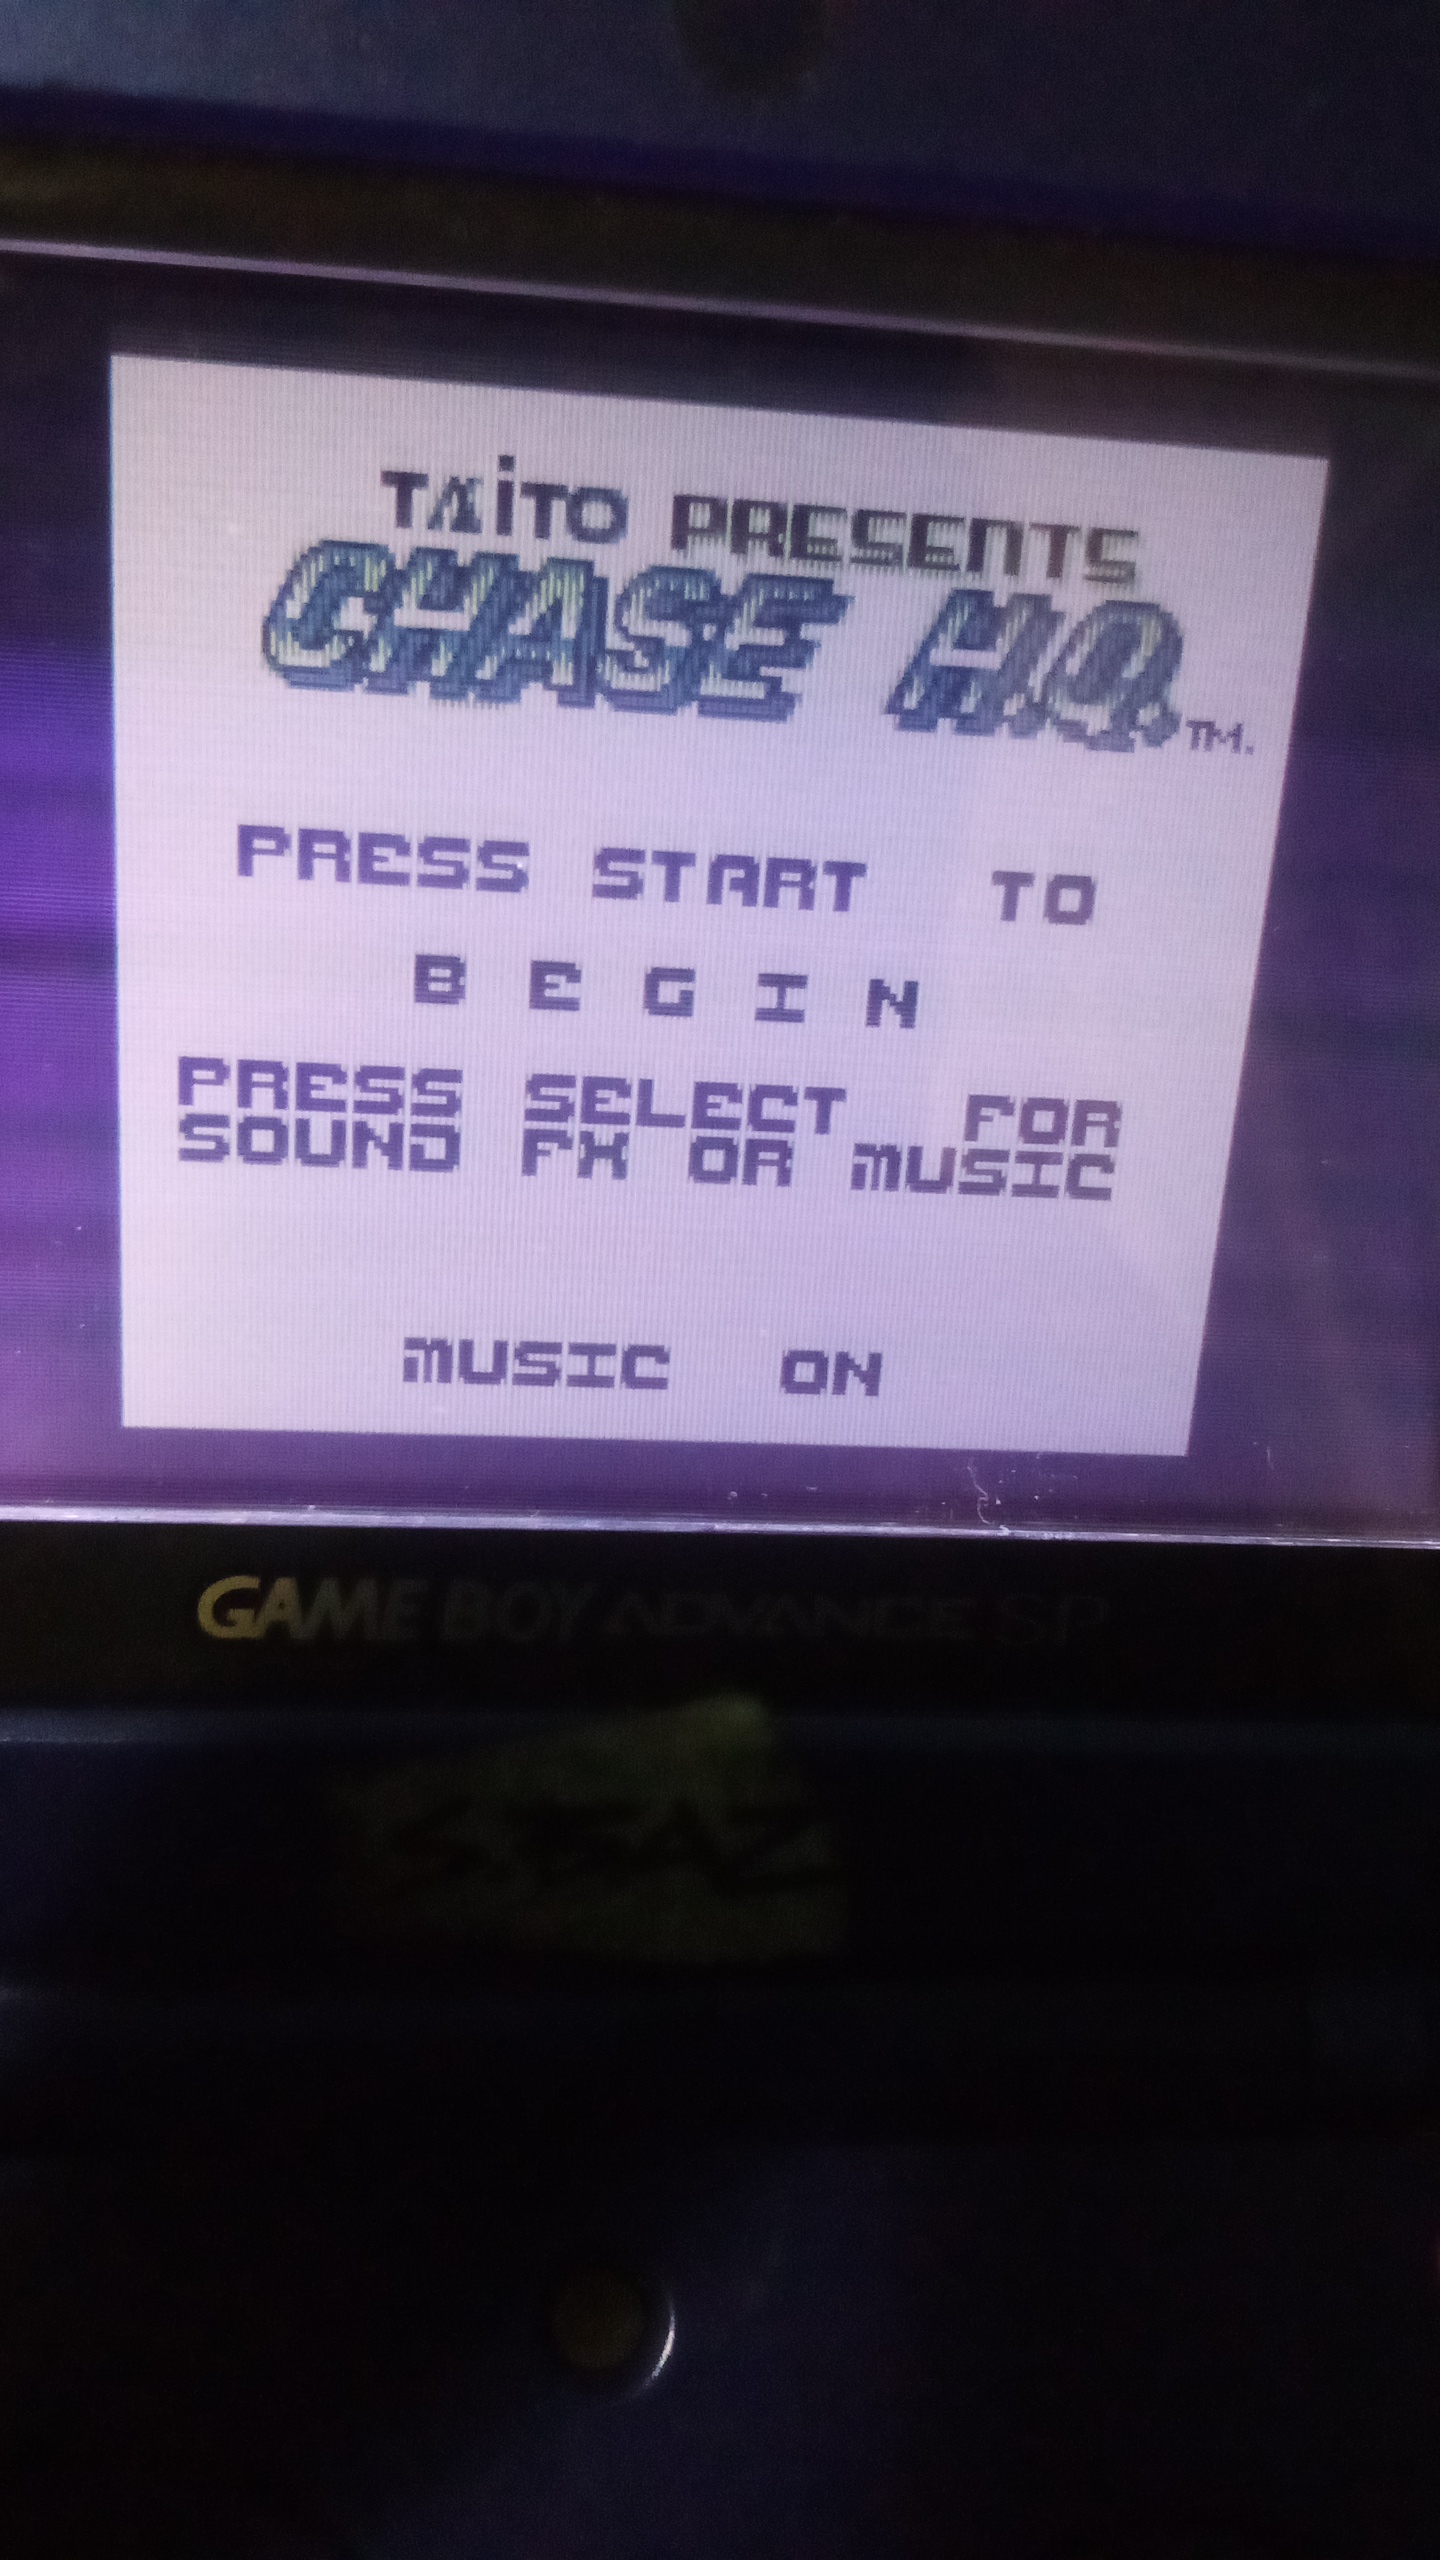 TAITO PRESENTS
CHASE H.Q.™.
PRESS START TO
BEGIN
PRESS SELECT FOR
SOUND FX OR MUSIC
MUSIC ON
GAME BOY ADVANCE SP